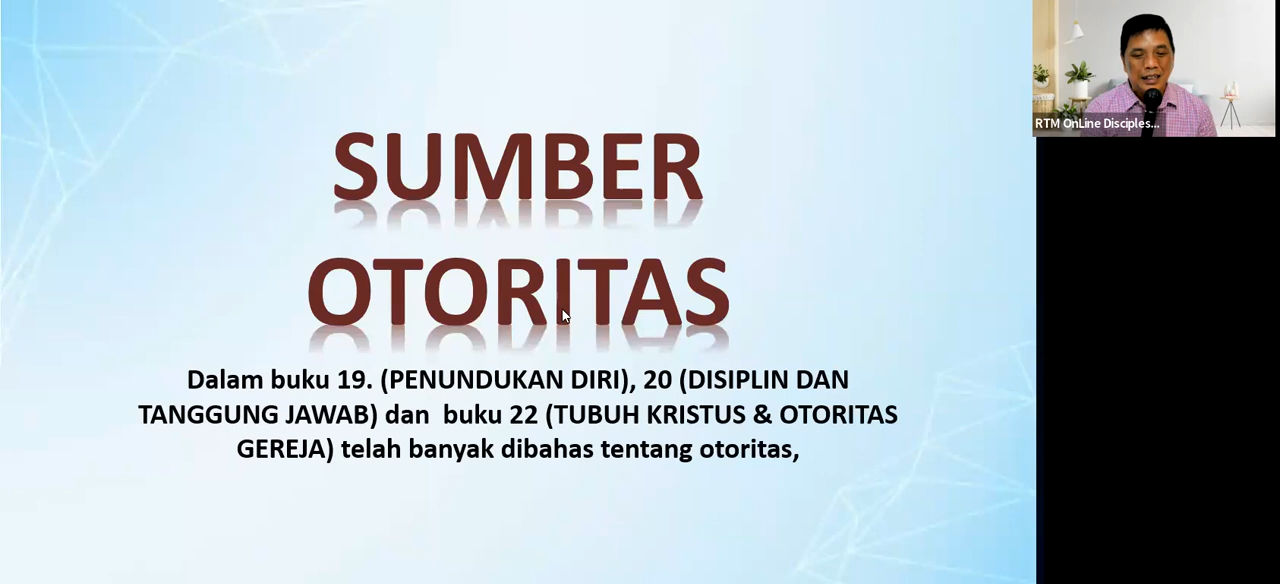 SUMBER
OTORITAS
Dalam buku 19. (PENUNDUKAN DIRI), 20 (DISIPLIN DAN
TANGGUNG JAWAB) dan  buku 22 (TUBUH KRISTUS & OTORITAS
GEREJA) telah banyak dibahas tentang otoritas,
RTM OnLine Disciples...